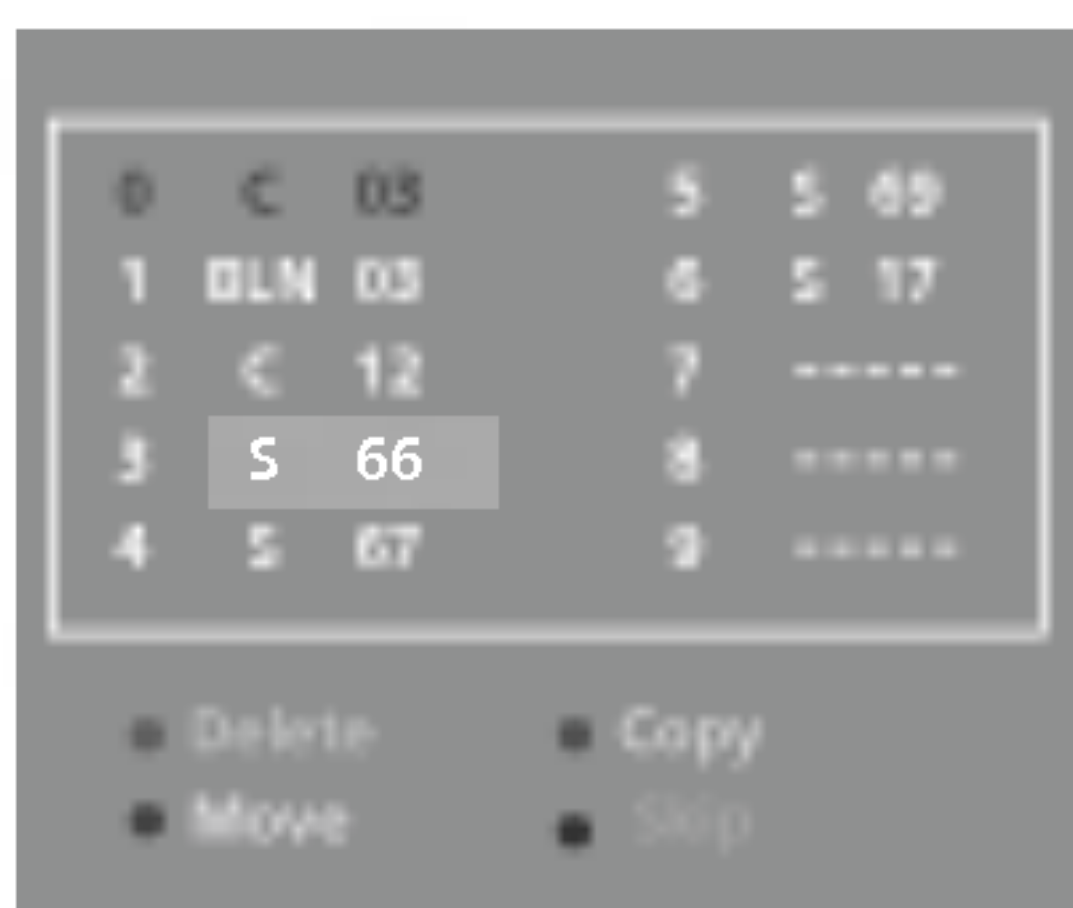 0 C 03 5 S 69
1 BLN 03 6 S 17
2 C 12 7 -----
3 S 66 8 -----
4 S 67 9 -----
Delete Copy
Move Skip